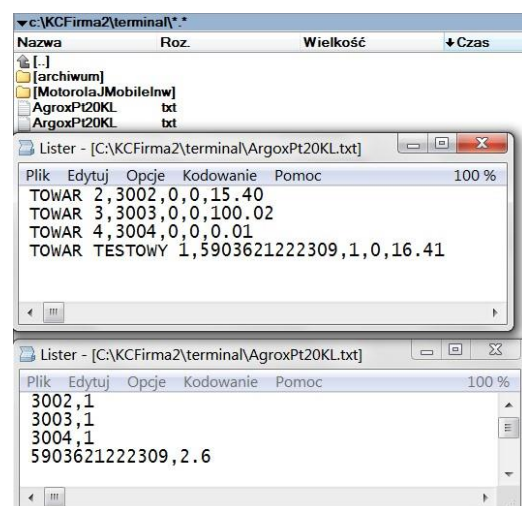 c:\KCFirma2\terminal\*.*
Nazwa Roz. Wielkość Czas
[..]
[archiwum]
[MotorolaJMobileInw]
AgroxPt20KL txt
ArgoxPt20KL txt
Lister - [C:\KCFirma2\terminal\ArgoxPt20KL.txt]
Plik Edytuj Opcje Kodowanie Pomoc 100 %
TOWAR 2,3002,0,0,15.40
TOWAR 3,3003,0,0,100.02
TOWAR 4,3004,0,0,0.01
TOWAR TESTOWY 1,5903621222309,1,0,16.41
Lister - [C:\KCFirma2\terminal\AgroxPt20KL.txt]
Plik Edytuj Opcje Kodowanie Pomoc 100 %
3002,1
3003,1
3004,1
5903621222309,2.6